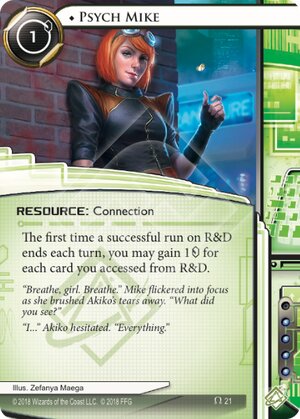 ◆ Psych Mike
1
RESOURCE: Connection
The first time a successful run on R&D
ends each turn, you may gain 1 for
each card you accessed from R&D.
"Breathe, girl. Breathe." Mike flickered into focus
as she brushed Akiko's tears away. "What did
you see?"
"I..." Akiko hesitated. "Everything."
Illus. Zefanya Maega
© 2018 Wizards of the Coast LLC. © 2018 FFG
21